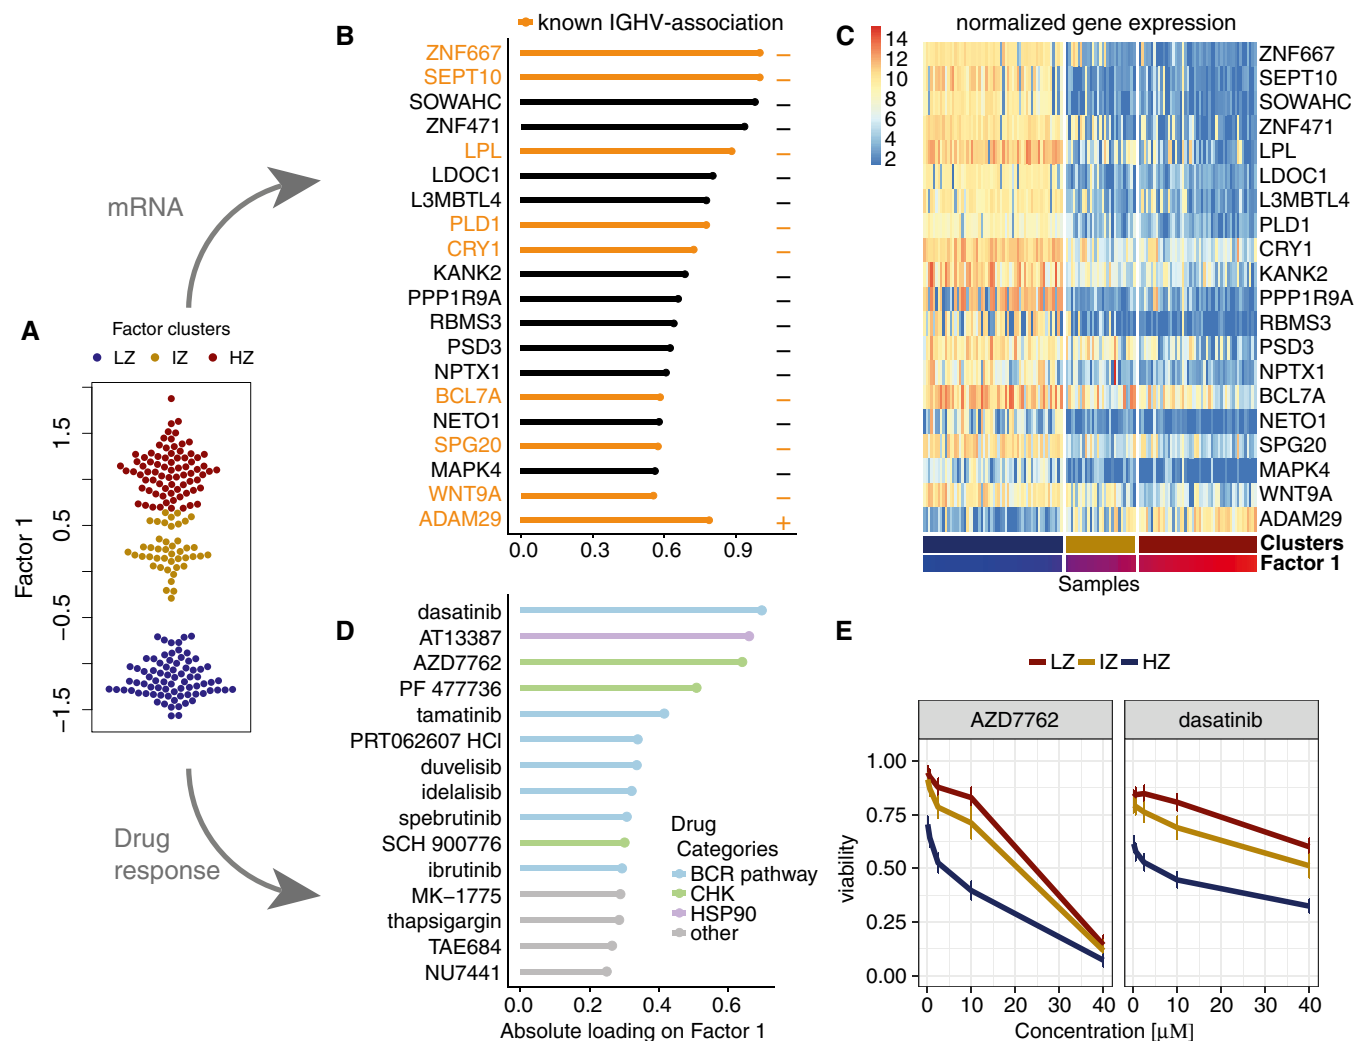 A
Factor clusters
LZ IZ HZ
Factor 1
1.5
0.5
−0.5
−1.5
mRNA
Drug
response
B
known IGHV-association
ZNF667 −
SEPT10 −
SOWAHC −
ZNF471 −
LPL −
LDOC1 −
L3MBTL4 −
PLD1 −
CRY1 −
KANK2 −
PPP1R9A −
RBMS3 −
PSD3 −
NPTX1 −
BCL7A −
NETO1 −
SPG20 −
MAPK4 −
WNT9A −
ADAM29 +
0.0 0.3 0.6 0.9
C
normalized gene expression
14
12
10
8
6
4
2
ZNF667
SEPT10
SOWAHC
ZNF471
LPL
LDOC1
L3MBTL4
PLD1
CRY1
KANK2
PPP1R9A
RBMS3
PSD3
NPTX1
BCL7A
NETO1
SPG20
MAPK4
WNT9A
ADAM29
Clusters
Factor 1
Samples
D
dasatinib
AT13387
AZD7762
PF 477736
tamatinib
PRT062607 HCl
duvelisib
idelalisib
spebrutinib
SCH 900776
ibrutinib
MK−1775
thapsigargin
TAE684
NU7441
0.0 0.2 0.4 0.6
Absolute loading on Factor 1
Drug
Categories
BCR pathway
CHK
HSP90
other
E
LZ IZ HZ
AZD7762 dasatinib
viability
1.00
0.75
0.50
0.25
0.00
0 10 20 30 40 0 10 20 30 40
Concentration [μM]